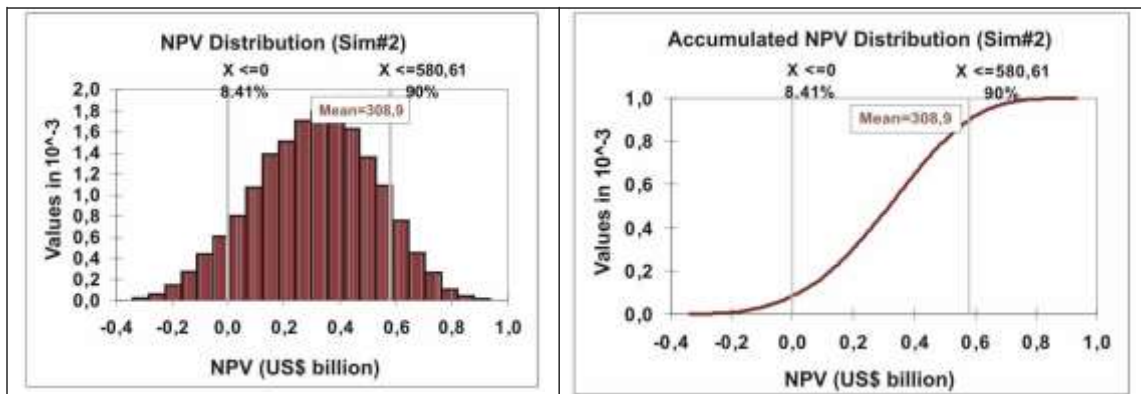 NPV Distribution (Sim#2)
X <=0 X <=580,61
8.41% 90%
Mean=308,9
Values in 10^-3
2,0
1,8
1,6
1,4
1,2
1,0
0,8
0,6
0,4
0,2
0,0
-0,4 -0,2 0,0 0,2 0,4 0,6 0,8 1,0
NPV (US$ billion)
Accumulated NPV Distribution (Sim#2)
X <=0 X <=580,61
8.41% 90%
Mean=308,9
Values in 10^-3
1,0
0,8
0,6
0,4
0,2
0,0
-0,4 -0,2 0,0 0,2 0,4 0,6 0,8 1,0
NPV (US$ billion)